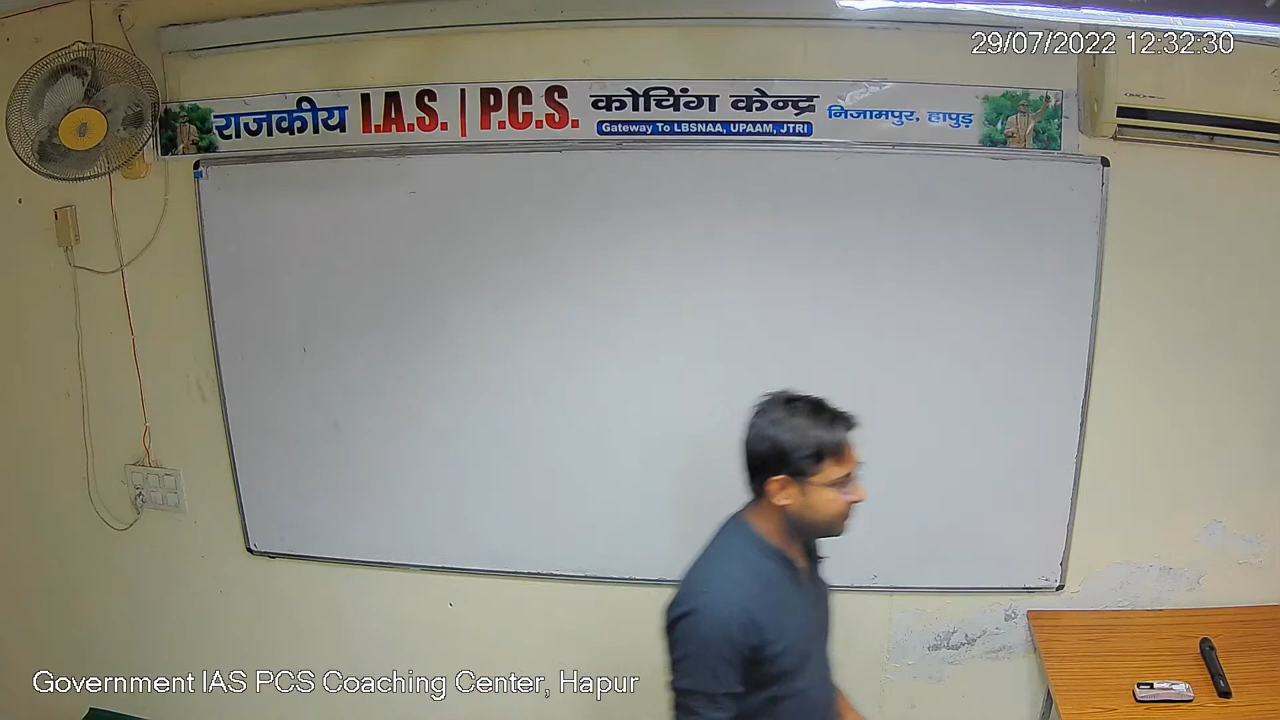 29/07/2022 12:32:30
राजकीय I.A.S. | P.C.S. कोचिंग केन्द्र निजामपुर, हापुड़
Gateway To LBSNAA, UPAAM, JTRI
Government IAS PCS Coaching Center, Hapur